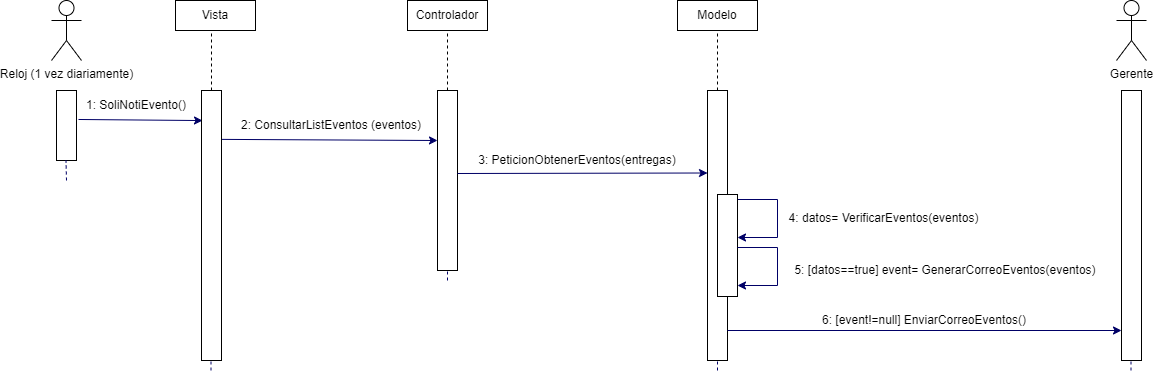 Vista
Controlador
Modelo
Reloj (1 vez diariamente)
Gerente
1: SoliNotiEvento()
2: ConsultarListEventos (eventos)
3: PeticionObtenerEventos(entregas)
4: datos= VerificarEventos(eventos)
5: [datos==true] event= GenerarCorreoEventos(eventos)
6: [event!=null] EnviarCorreoEventos()